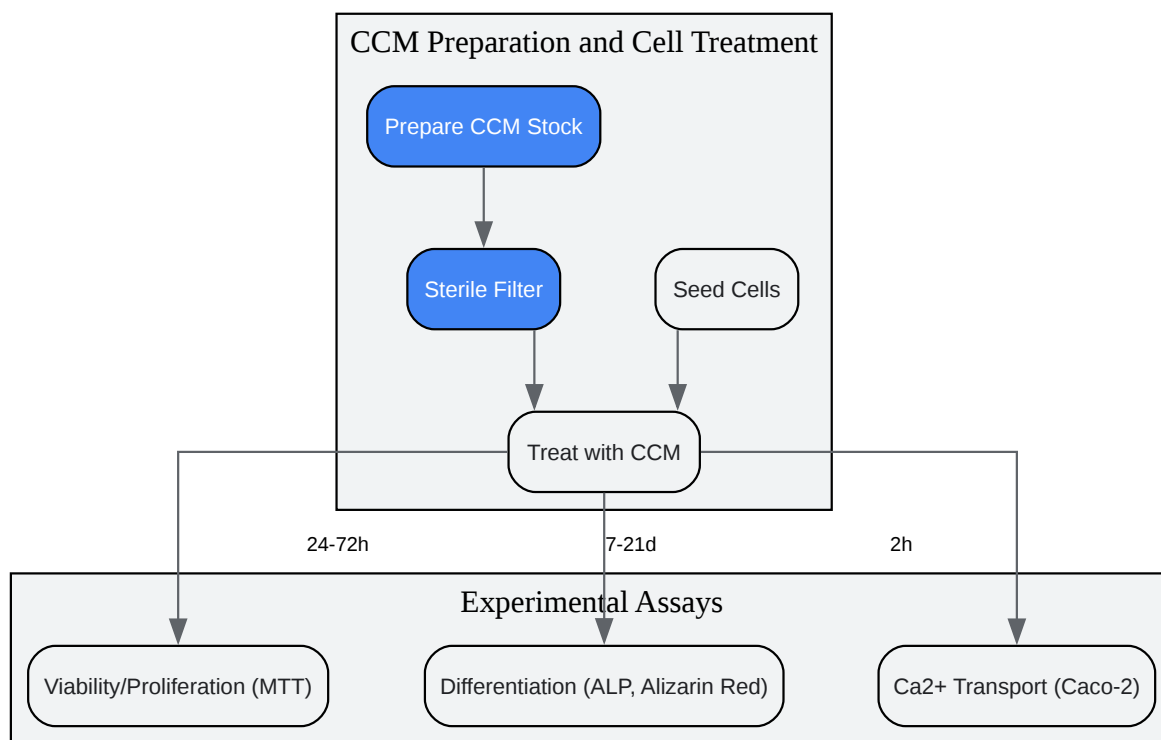 CCM Preparation and Cell Treatment
Prepare CCM Stock
Sterile Filter
Seed Cells
Treat with CCM
24-72h
7-21d
2h
Experimental Assays
Viability/Proliferation (MTT)
Differentiation (ALP, Alizarin Red)
Ca2+ Transport (Caco-2)